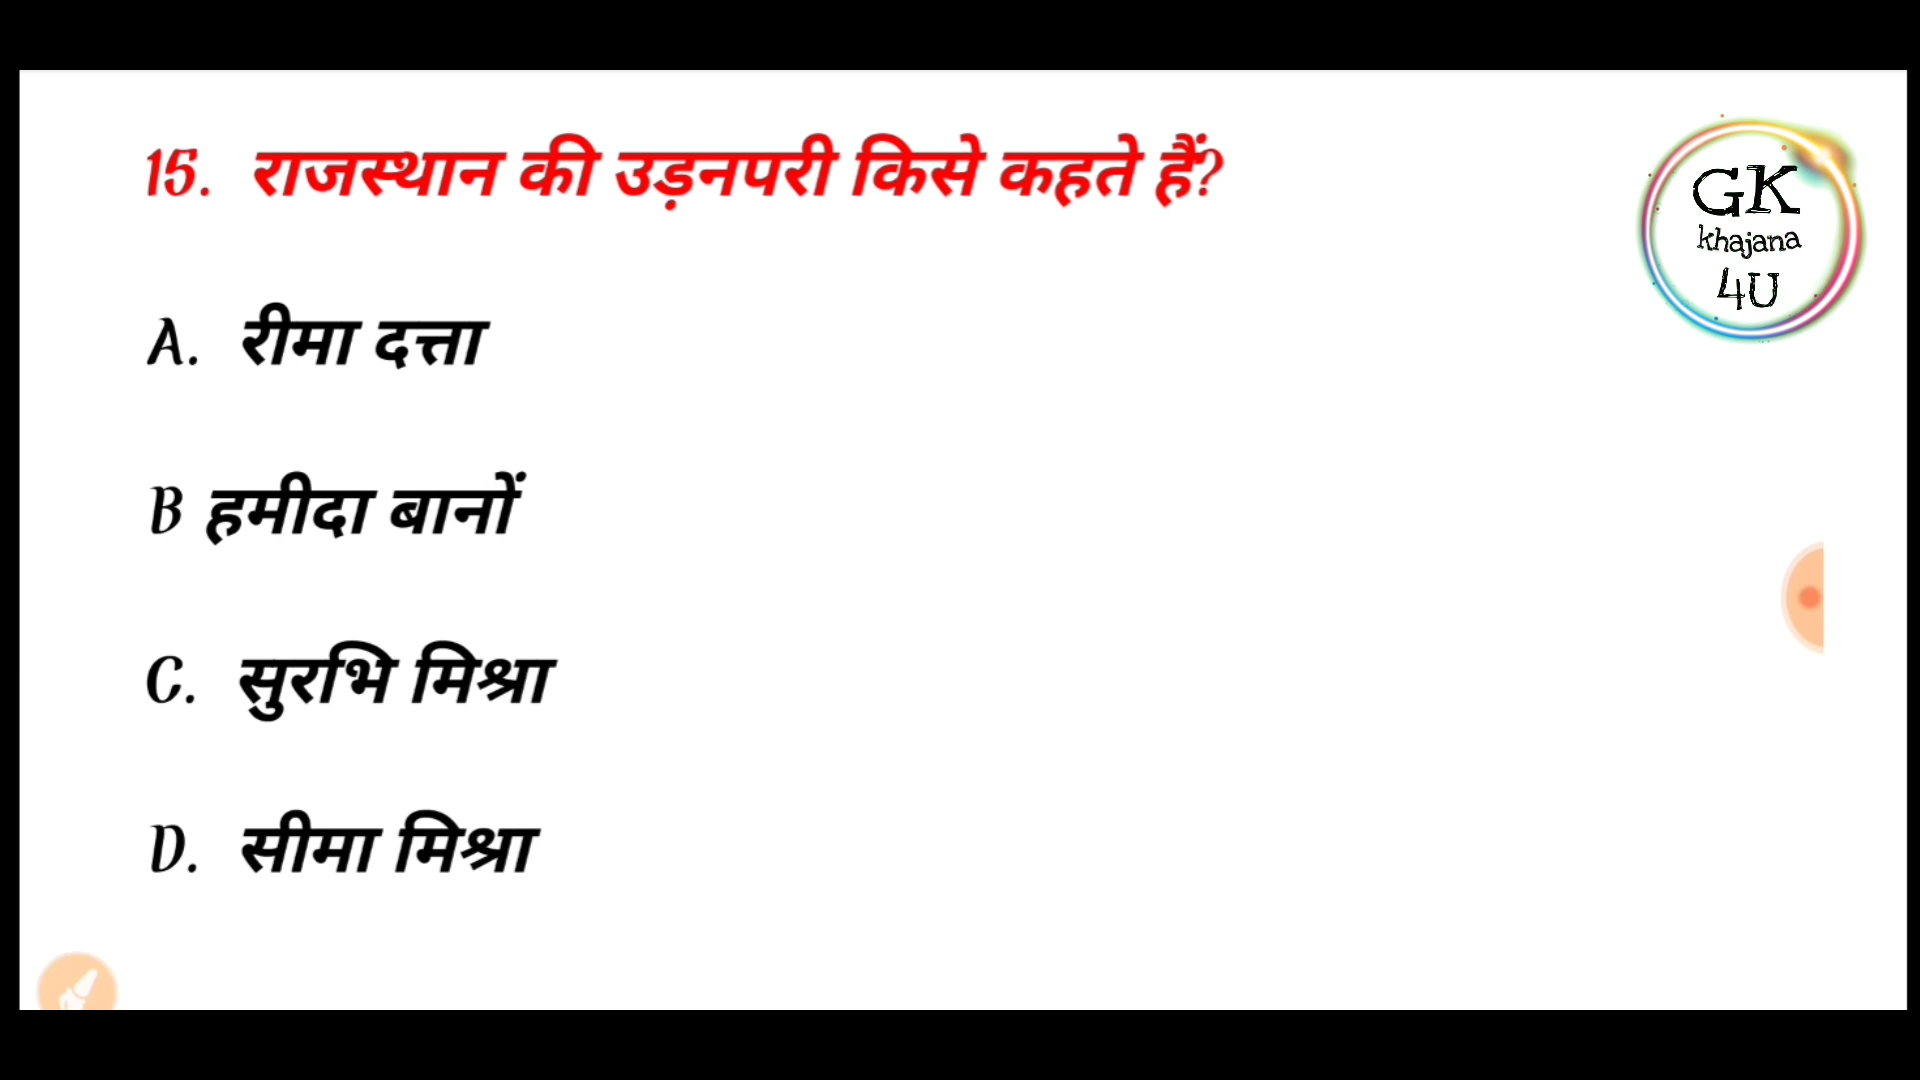 15. राजस्थान की उड़नपरी किसे कहते हैं?
GK
khajana
4U
A. रीमा दत्ता
B हमीदा बानों
C. सुरभि मिश्रा
D. सीमा मिश्रा